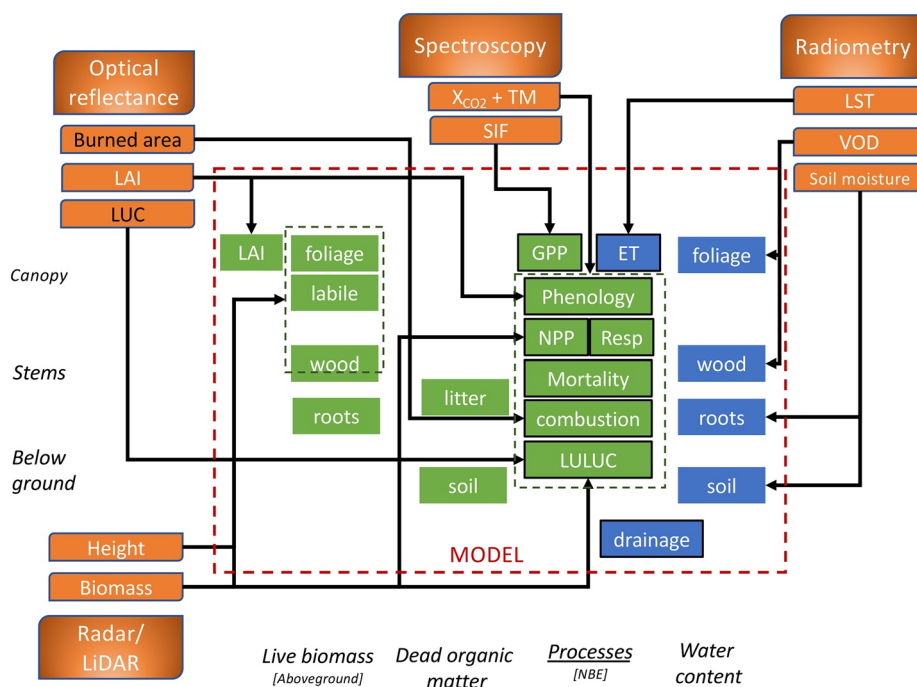 Spectroscopy
Radiometry
Optical
reflectance
XCO2 + TM
LST
SIF
Burned area
VOD
LAI
Soil moisture
LUC
LAI
foliage
GPP
ET
foliage
Canopy
labile
Phenology
NPP
Resp
Stems
wood
Mortality
wood
litter
roots
combustion
roots
Below
ground
LULUC
soil
soil
drainage
Height
MODEL
Biomass
Radar/
LiDAR
Live biomass
[Aboveground]
Dead organic
matter
Processes
[NBE]
Water
content